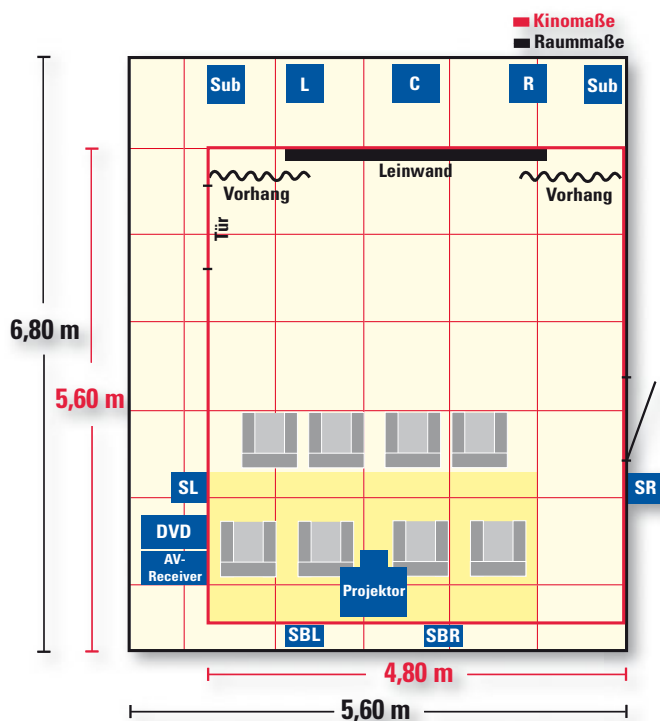 Kinomaße
Raummaße
Sub
L
C
R
Sub
Leinwand
Vorhang
Vorhang
Tür
6,80 m
5,60 m
SL
SR
DVD
AV-
Receiver
Projektor
SBL
SBR
4,80 m
5,60 m